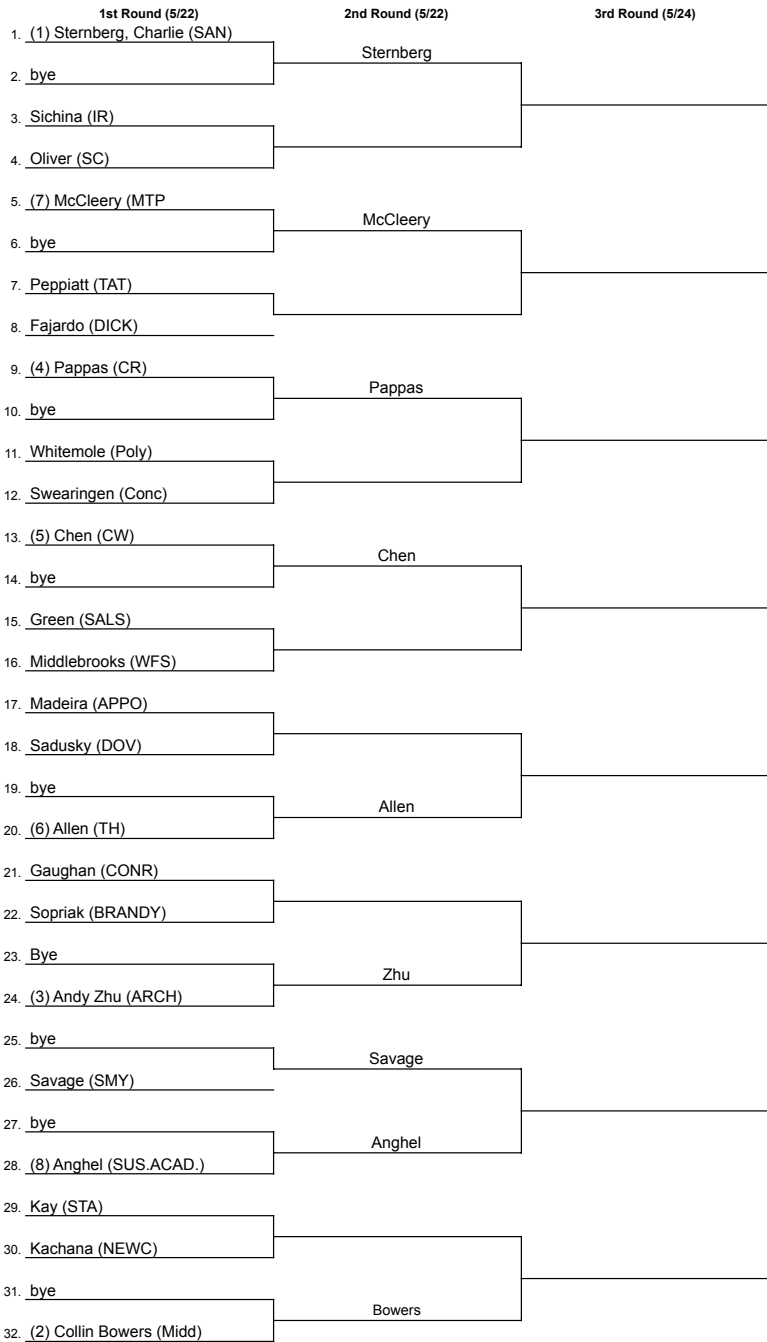 1st Round (5/22) 2nd Round (5/22) 3rd Round (5/24)
1. (1) Sternberg, Charlie (SAN)
Sternberg
2. bye
3. Sichina (IR)
4. Oliver (SC)
5. (7) McCleery (MTP
McCleery
6. bye
7. Peppiatt (TAT)
8. Fajardo (DICK)
9. (4) Pappas (CR)
Pappas
10. bye
11. Whitemole (Poly)
12. Swearingen (Conc)
13. (5) Chen (CW)
Chen
14. bye
15. Green (SALS)
16. Middlebrooks (WFS)
17. Madeira (APPO)
18. Sadusky (DOV)
19. bye
Allen
20. (6) Allen (TH)
21. Gaughan (CONR)
22. Sopriak (BRANDY)
23. Bye
Zhu
24. (3) Andy Zhu (ARCH)
25. bye
Savage
26. Savage (SMY)
27. bye
Anghel
28. (8) Anghel (SUS.ACAD.)
29. Kay (STA)
30. Kachana (NEWC)
31. bye
Bowers
32. (2) Collin Bowers (Midd)